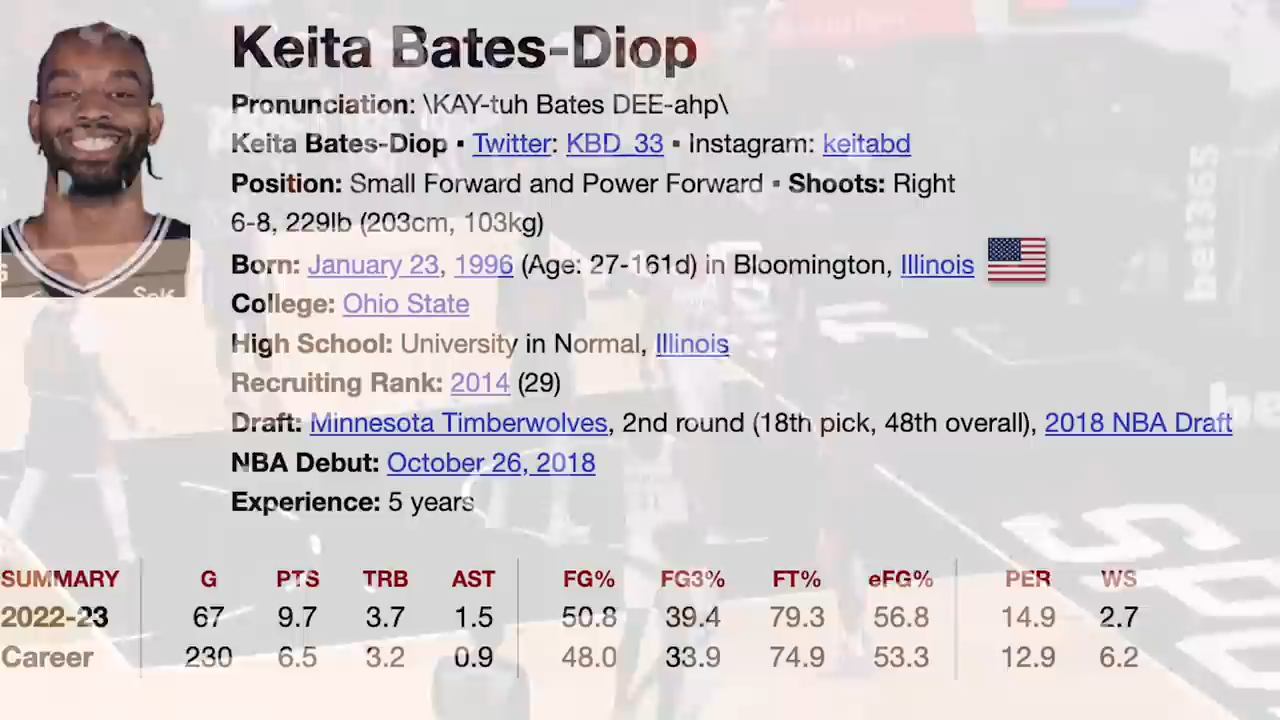 Keita Bates-Diop
Pronunciation: \KAY-tuh Bates DEE-ahp\
Keita Bates-Diop ▪ Twitter: KBD_33 ▪ Instagram: keitabd
Position: Small Forward and Power Forward ▪ Shoots: Right
6-8, 229lb (203cm, 103kg)
Born: January 23, 1996 (Age: 27-161d) in Bloomington, Illinois
College: Ohio State
High School: University in Normal, Illinois
Recruiting Rank: 2014 (29)
Draft: Minnesota Timberwolves, 2nd round (18th pick, 48th overall), 2018 NBA Draft
NBA Debut: October 26, 2018
Experience: 5 years
SUMMARY G PTS TRB AST FG% FG3% FT% eFG% PER WS
2022-23 67 9.7 3.7 1.5 50.8 39.4 79.3 56.8 14.9 2.7
Career 230 6.5 3.2 0.9 48.0 33.9 74.9 53.3 12.9 6.2
bet365